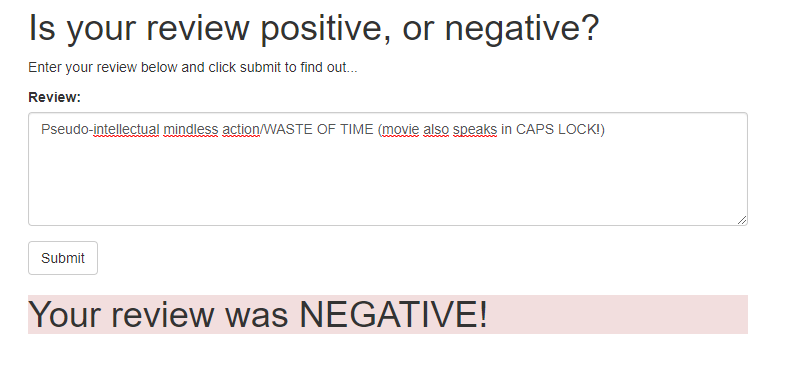 Is your review positive, or negative?
Enter your review below and click submit to find out...
Review:
Pseudo-intellectual mindless action/WASTE OF TIME (movie also speaks in CAPS LOCK!)
Submit
Your review was NEGATIVE!